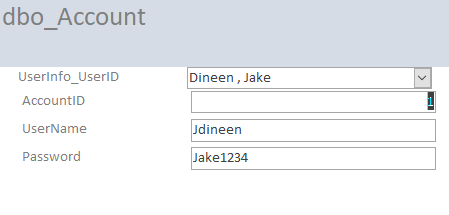 dbo_Account
UserInfo_UserID Dineen , Jake
AccountID 1
UserName Jdineen
Password Jake1234